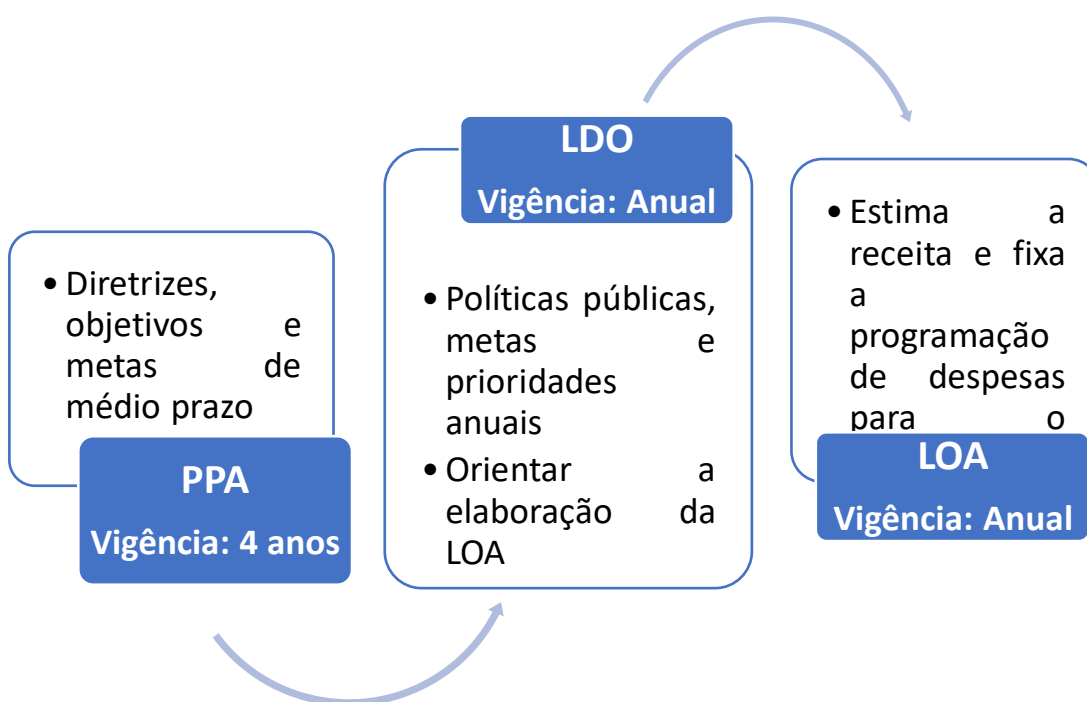 • Diretrizes,
objetivos e
metas de
médio prazo
PPA
Vigência: 4 anos
LDO
Vigência: Anual
• Políticas públicas,
metas e
prioridades
anuais
• Orientar a
elaboração da
LOA
• Estima a
receita e fixa
a
programação
de despesas
para o
LOA
Vigência: Anual